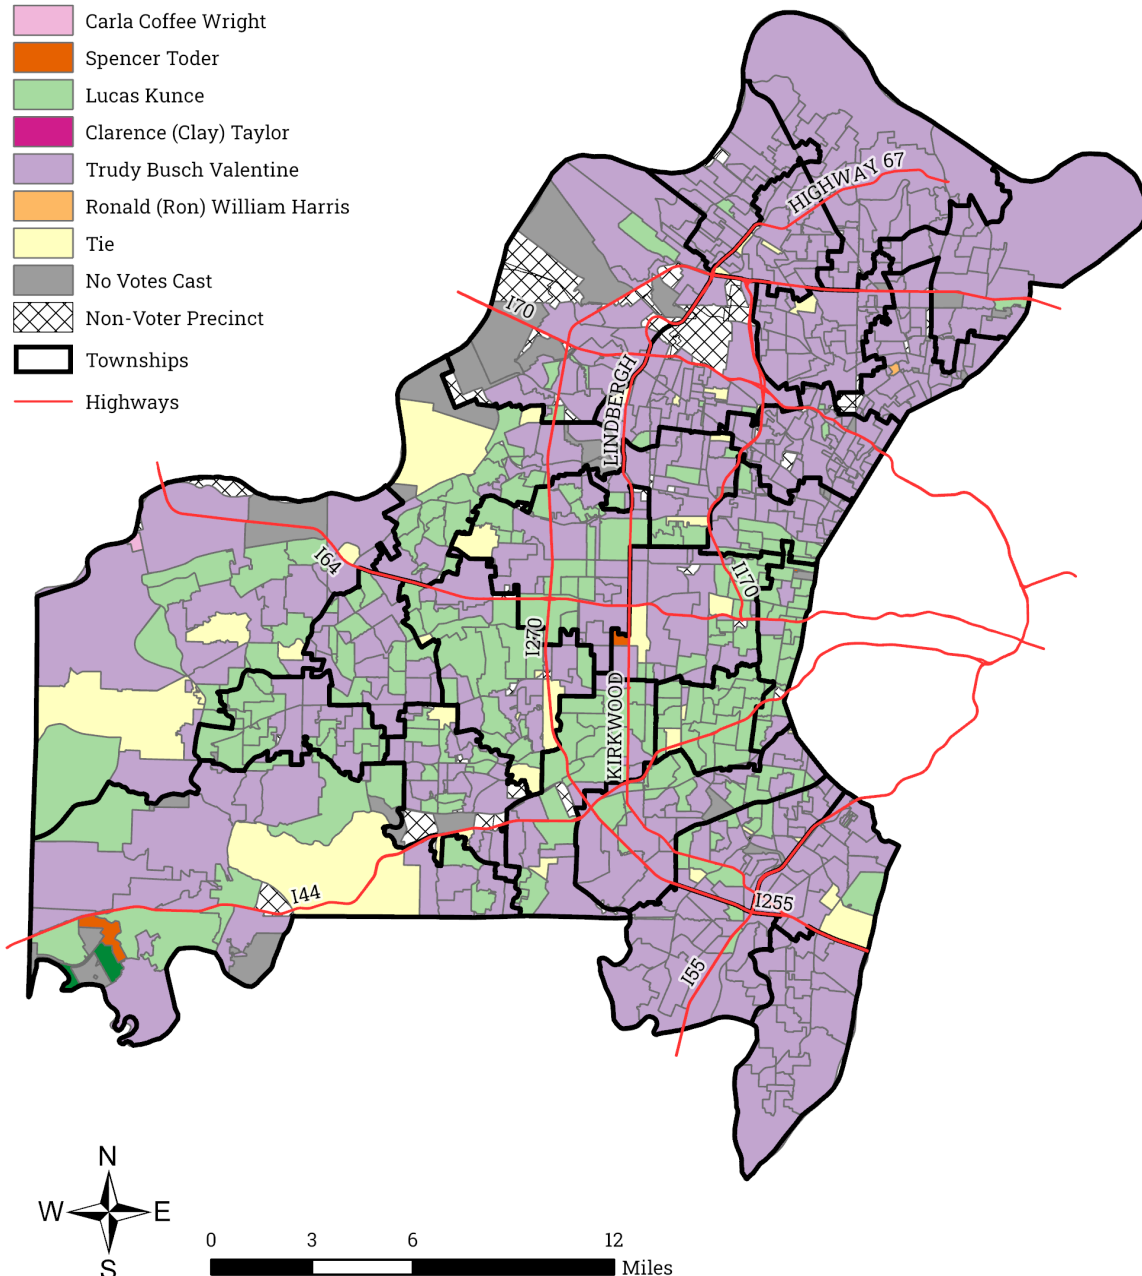 Carla Coffee Wright
Spencer Toder
Lucas Kunce
Clarence (Clay) Taylor
Trudy Busch Valentine
Ronald (Ron) William Harris
Tie
No Votes Cast
Non-Voter Precinct
Townships
Highways
HIGHWAY 67
I70
LINDBERGH
I64
I170
I270
KIRKWOOD
I44
I255
I55
N
W E
S
0 3 6 12
Miles